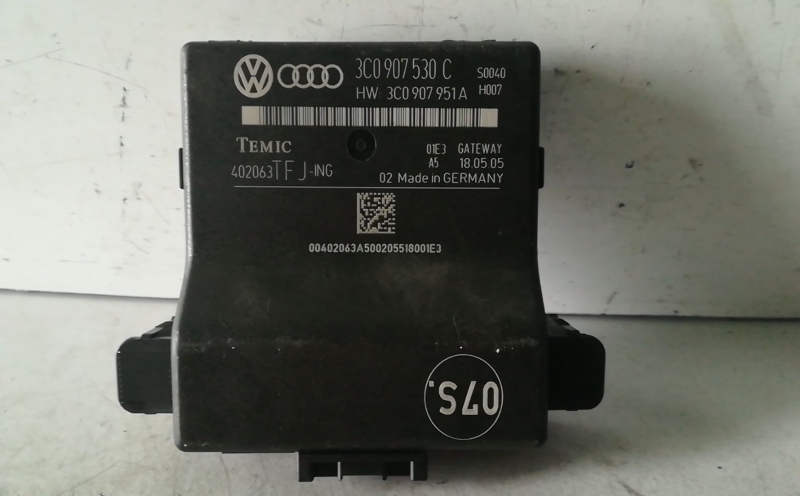 3C0 907 530 C S0040
HW: 3C0 907 951 A H007
TEMIC 01E3 GATEWAY
A5 18.05.05
402063TFJ-ING 02 Made in GERMANY
00402063A500205518001E3
07S.